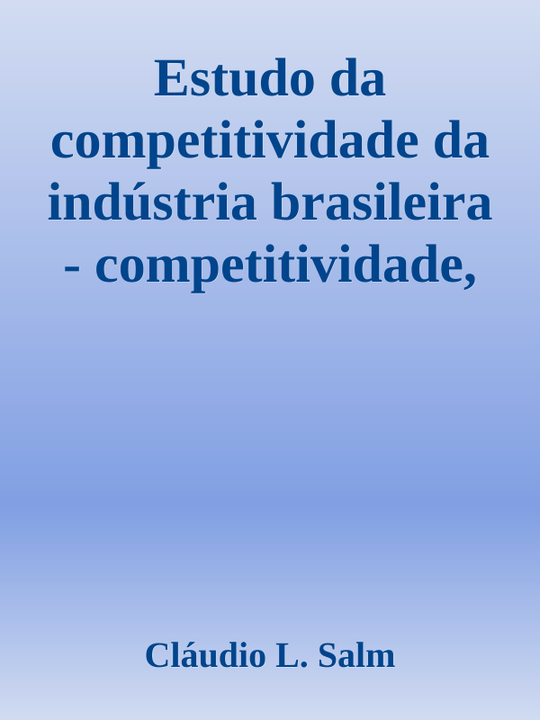 Estudo da
competitividade da
indústria brasileira
- competitividade,
Cláudio L. Salm